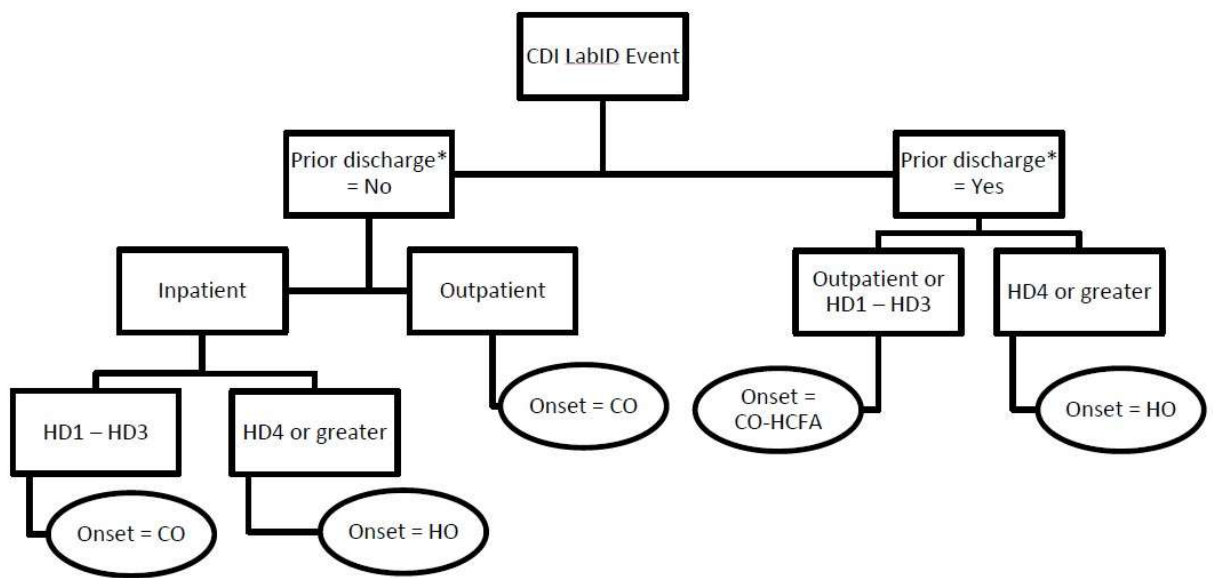 CDI LabID Event
Prior discharge*
= No
Prior discharge*
= Yes
Inpatient
Outpatient
Outpatient or
HD1 – HD3
HD4 or greater
HD1 – HD3
HD4 or greater
Onset = CO
Onset =
CO-HCFA
Onset = HO
Onset = CO
Onset = HO